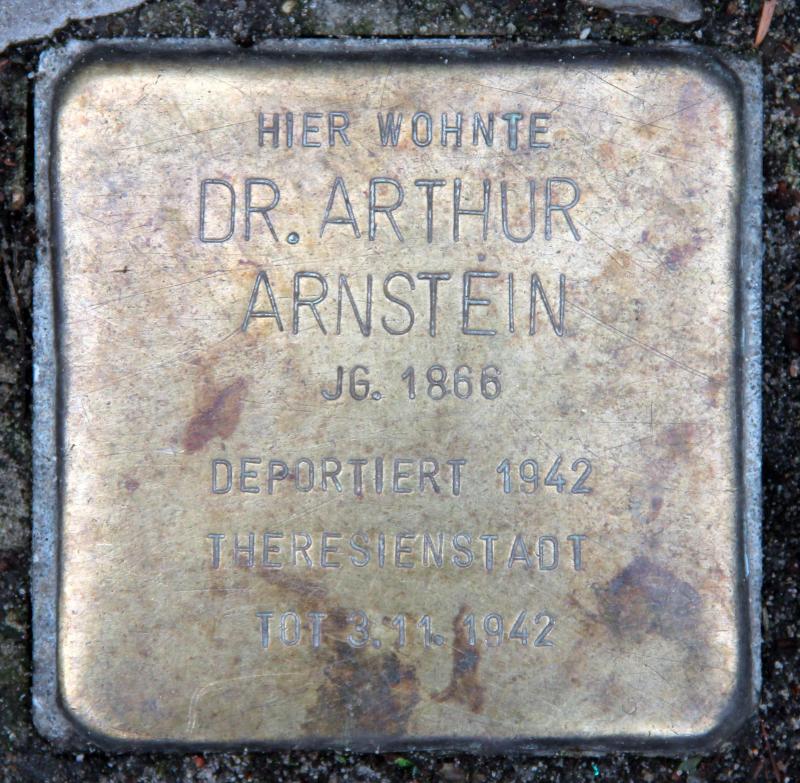 HIER WOHNTE
DR. ARTHUR
ARNSTEIN
JG. 1866
DEPORTIERT 1942
THERESIENSTADT
TOT 3.11.1942